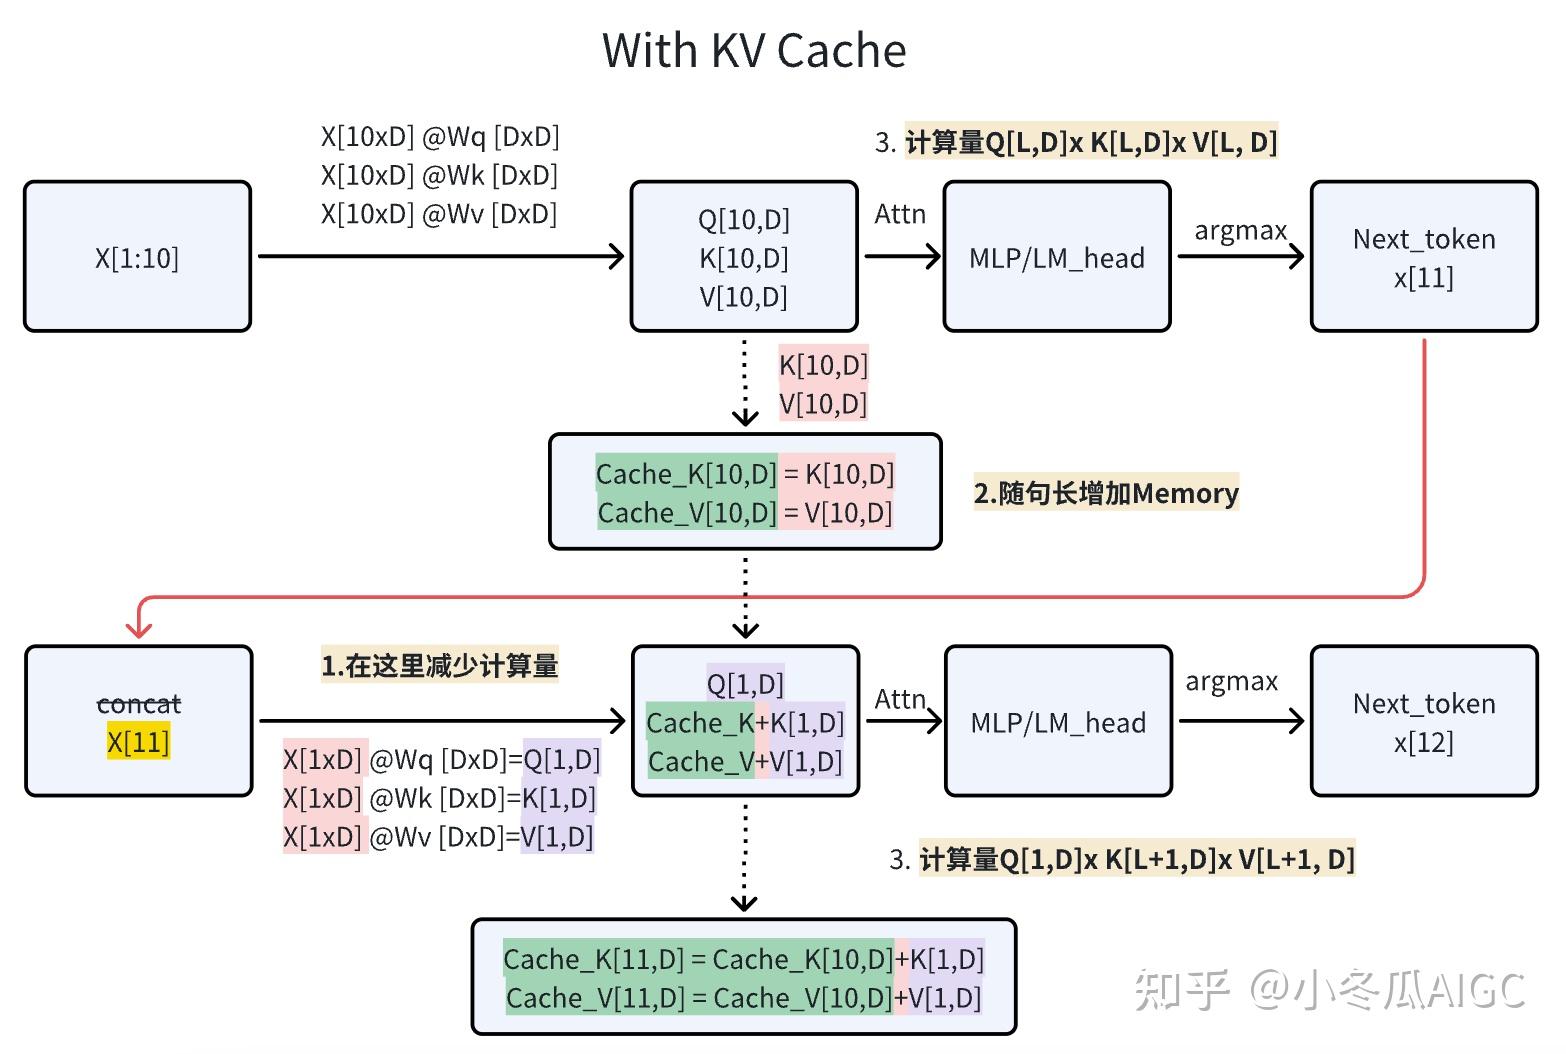 With KV Cache
X[10xD] @Wq [DxD]
X[10xD] @Wk [DxD]
X[10xD] @Wv [DxD]
3. 计算量Q[L,D]x K[L,D]x V[L, D]
X[1:10]
Q[10,D]
K[10,D]
V[10,D]
Attn
MLP/LM_head
argmax
Next_token
x[11]
K[10,D]
V[10,D]
Cache_K[10,D] = K[10,D]
Cache_V[10,D] = V[10,D]
2.随句长增加Memory
concat
X[11]
1.在这里减少计算量
X[1xD] @Wq [DxD]=Q[1,D]
X[1xD] @Wk [DxD]=K[1,D]
X[1xD] @Wv [DxD]=V[1,D]
Q[1,D]
Cache_K+K[1,D]
Cache_V+V[1,D]
Attn
MLP/LM_head
argmax
Next_token
x[12]
3. 计算量Q[1,D]x K[L+1,D]x V[L+1, D]
Cache_K[11,D] = Cache_K[10,D]+K[1,D]
Cache_V[11,D] = Cache_V[10,D]+V[1,D]
知乎 @小冬瓜AIGC